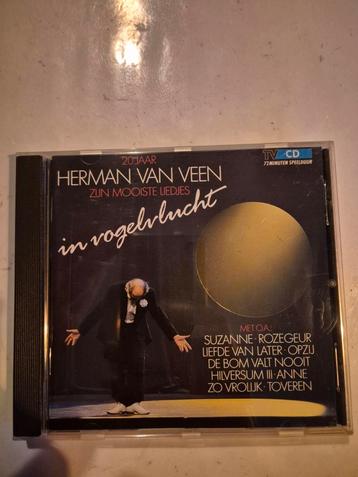 20 JAAR
HERMAN VAN VEEN
ZIJN MOOISTE LIEDJES
in vogelvlucht
TV CD
72 MINUTEN SPEELDUUR
MET O.A.:
SUZANNE · ROZEGEUR
LIEFDE VAN LATER · OPZIJ
DE BOM VALT NOOIT
HILVERSUM III · ANNE
ZO VROLIJK · TOVEREN